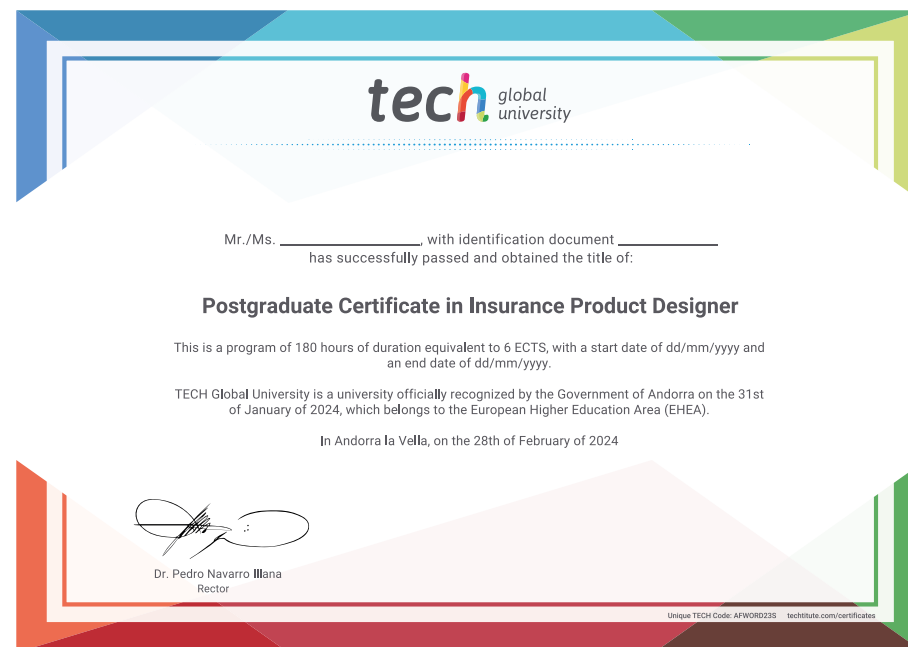 tech global university
Mr./Ms. ____________, with identification document ____________
has successfully passed and obtained the title of:
Postgraduate Certificate in Insurance Product Designer
This is a program of 180 hours of duration equivalent to 6 ECTS, with a start date of dd/mm/yyyy and
an end date of dd/mm/yyyy.
TECH Global University is a university officially recognized by the Government of Andorra on the 31st
of January of 2024, which belongs to the European Higher Education Area (EHEA).
In Andorra la Vella, on the 28th of February of 2024
Dr. Pedro Navarro Illana
Rector
Unique TECH Code: AFWORD23S techtitute.com/certificates